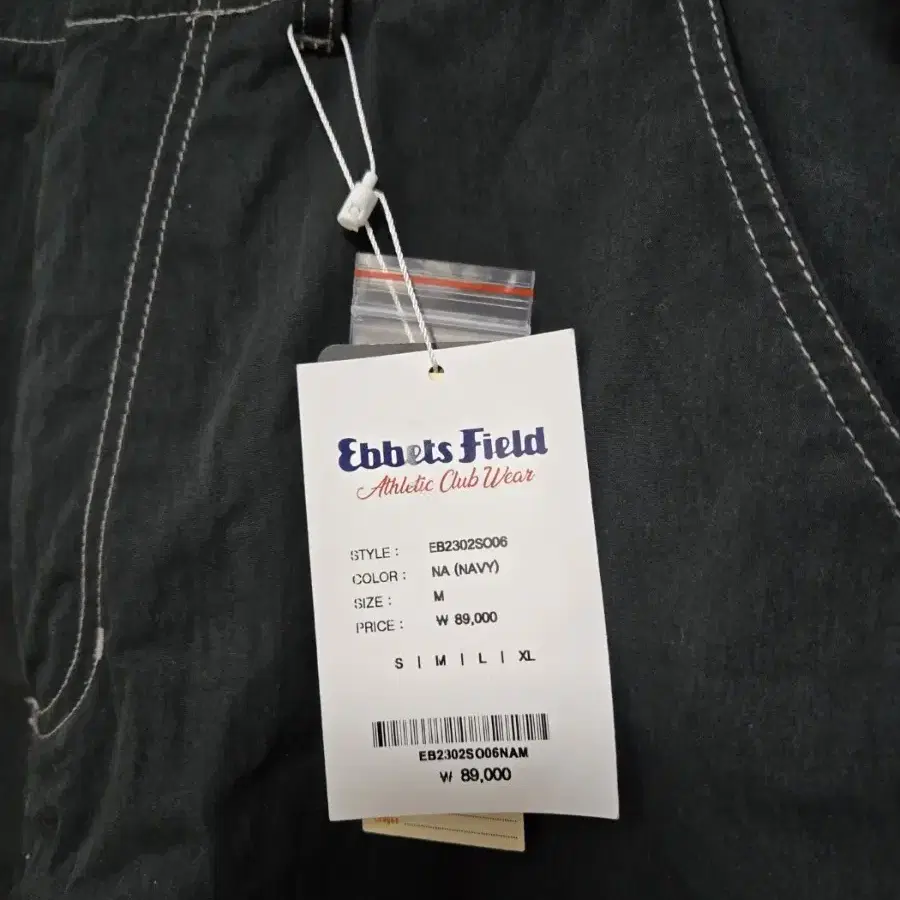 Ebbets Field
Athletic Club Wear
STYLE : EB2302SO06
COLOR : NA (NAVY)
SIZE : M
PRICE : ₩ 89,000
S | M | L | XL
EB2302SO06NAM
₩ 89,000